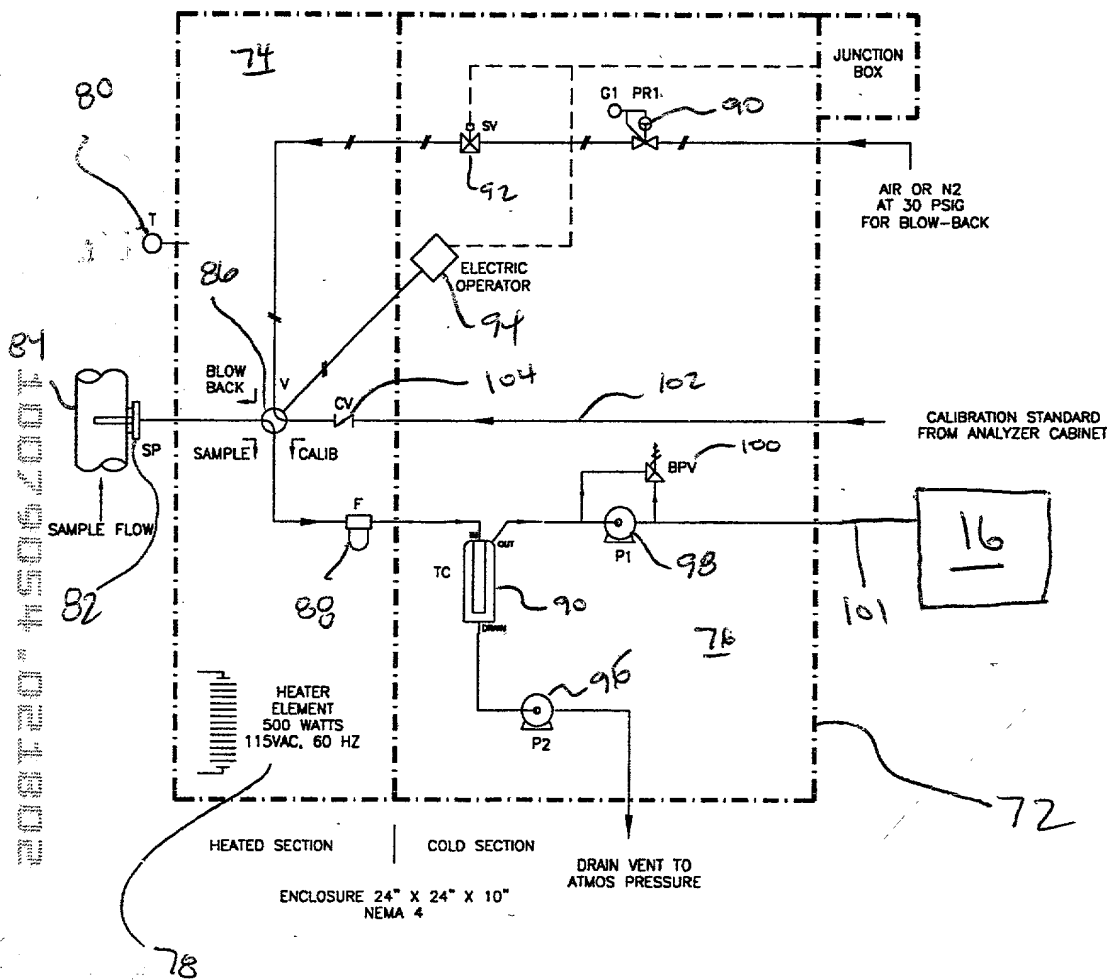 74
JUNCTION
BOX
80
G1 PR1
90
SV
92
AIR OR N2
AT 30 PSIG
FOR BLOW-BACK
T
86
ELECTRIC
OPERATOR
94
84
BLOW
BACK
V
CV
104
102
CALIBRATION STANDARD
FROM ANALYZER CABINET
SP
SAMPLE
CALIB
BPV
100
SAMPLE FLOW
F
IN
OUT
P1
98
16
82
88
TC
90
101
DRAIN
76
96
P2
HEATER
ELEMENT
500 WATTS
115VAC, 60 HZ
72
HEATED SECTION
COLD SECTION
DRAIN VENT TO
ATMOS PRESSURE
ENCLOSURE 24" X 24" X 10"
NEMA 4
78
10079054.021802